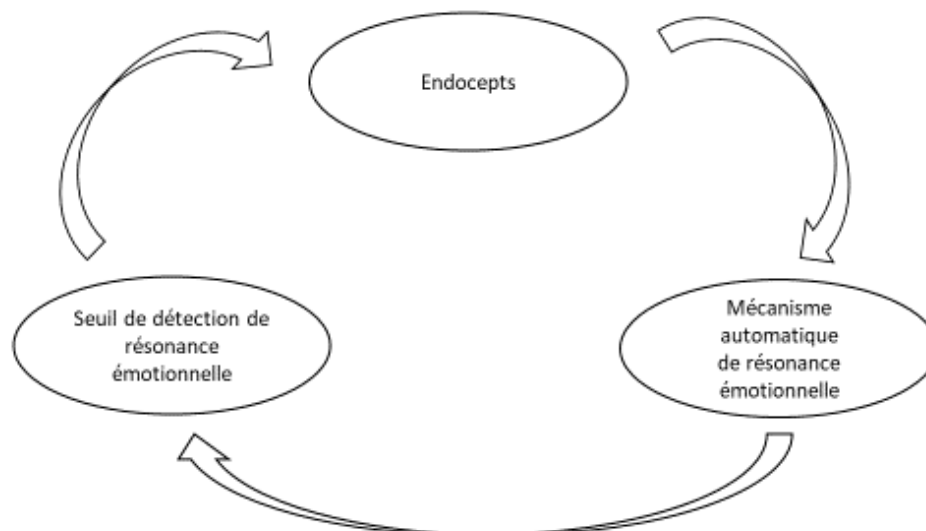 Endocepts
Seuil de détection de
résonance
émotionnelle
Mécanisme
automatique
de résonance
émotionnelle